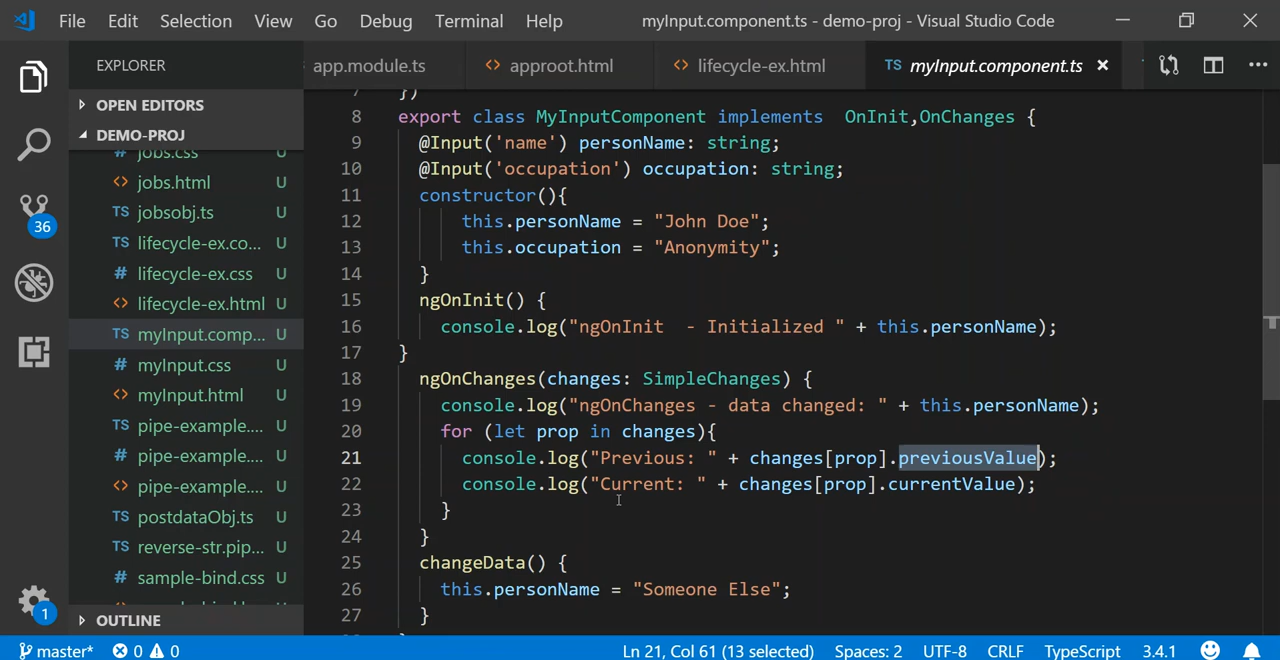 File Edit Selection View Go Debug Terminal Help myInput.component.ts - demo-proj - Visual Studio Code
EXPLORER
app.module.ts <> approot.html <> lifecycle-ex.html TS myInput.component.ts ×
OPEN EDITORS
DEMO-PROJ
# jobs.css U
<> jobs.html U
TS jobsobj.ts U
TS lifecycle-ex.co... U
# lifecycle-ex.css U
<> lifecycle-ex.html U
TS myInput.comp... U
# myInput.css U
<> myInput.html U
TS pipe-example.... U
# pipe-example.... U
<> pipe-example.... U
TS postdataObj.ts U
TS reverse-str.pip... U
# sample-bind.css U
OUTLINE
36
1
7 })
8 export class MyInputComponent implements OnInit,OnChanges {
9 @Input('name') personName: string;
10 @Input('occupation') occupation: string;
11 constructor(){
12 this.personName = "John Doe";
13 this.occupation = "Anonymity";
14 }
15 ngOnInit() {
16 console.log("ngOnInit - Initialized " + this.personName);
17 }
18 ngOnChanges(changes: SimpleChanges) {
19 console.log("ngOnChanges - data changed: " + this.personName);
20 for (let prop in changes){
21 console.log("Previous: " + changes[prop].previousValue);
22 console.log("Current: " + changes[prop].currentValue);
23 }
24 }
25 changeData() {
26 this.personName = "Someone Else";
27 }
master* 0 0 Ln 21, Col 61 (13 selected) Spaces: 2 UTF-8 CRLF TypeScript 3.4.1